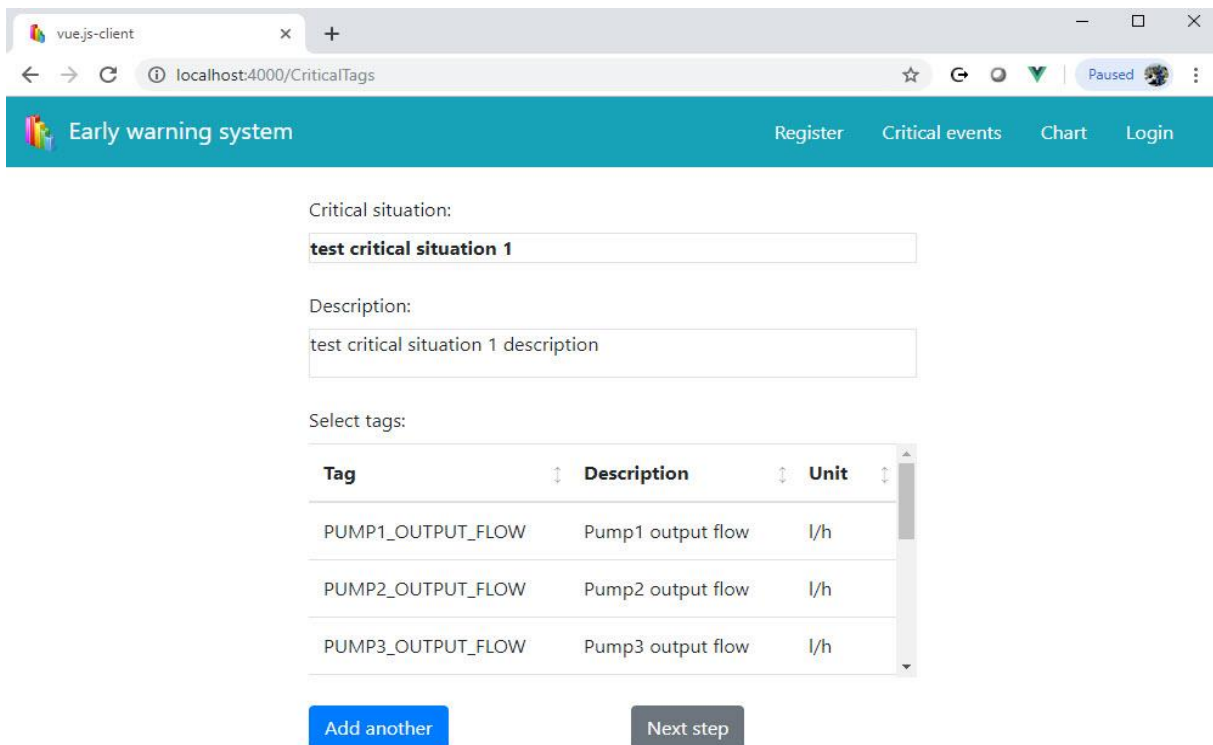 vue.js-client
localhost:4000/CriticalTags
Paused
Early warning system Register Critical events Chart Login
Critical situation:
test critical situation 1
Description:
test critical situation 1 description
Select tags:
Tag Description Unit
PUMP1_OUTPUT_FLOW Pump1 output flow l/h
PUMP2_OUTPUT_FLOW Pump2 output flow l/h
PUMP3_OUTPUT_FLOW Pump3 output flow l/h
Add another Next step